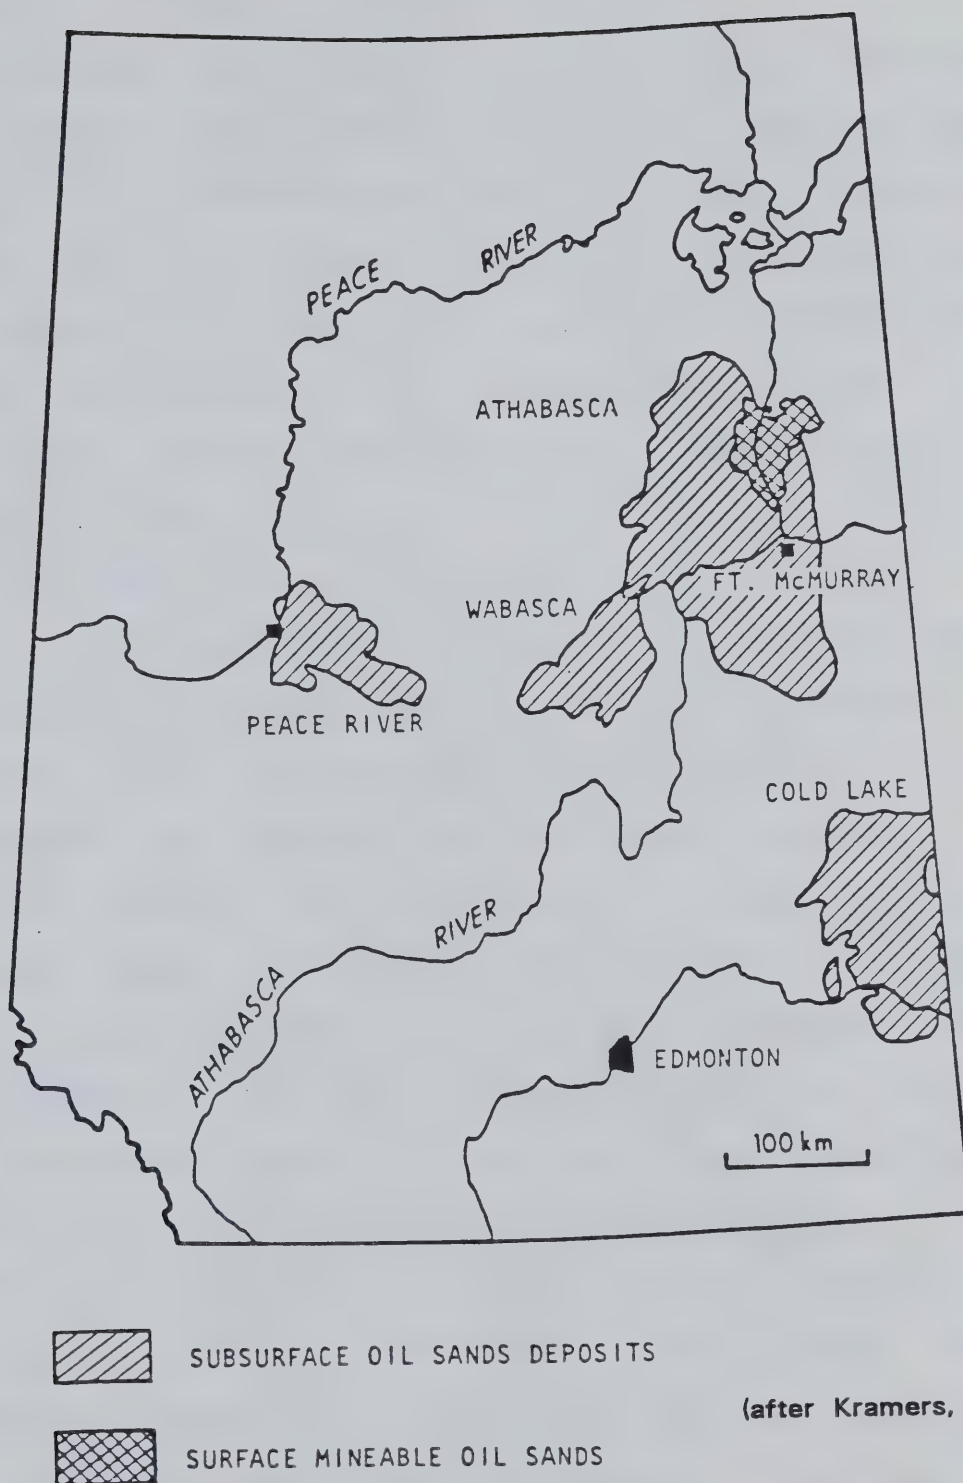 PEACE RIVER
ATHABASCA
WABASCA
FT. McMURRAY
PEACE RIVER
COLD LAKE
ATHABASCA RIVER
EDMONTON
100 km
SUBSURFACE OIL SANDS DEPOSITS
(after Kramers,
SURFACE MINEABLE OIL SANDS